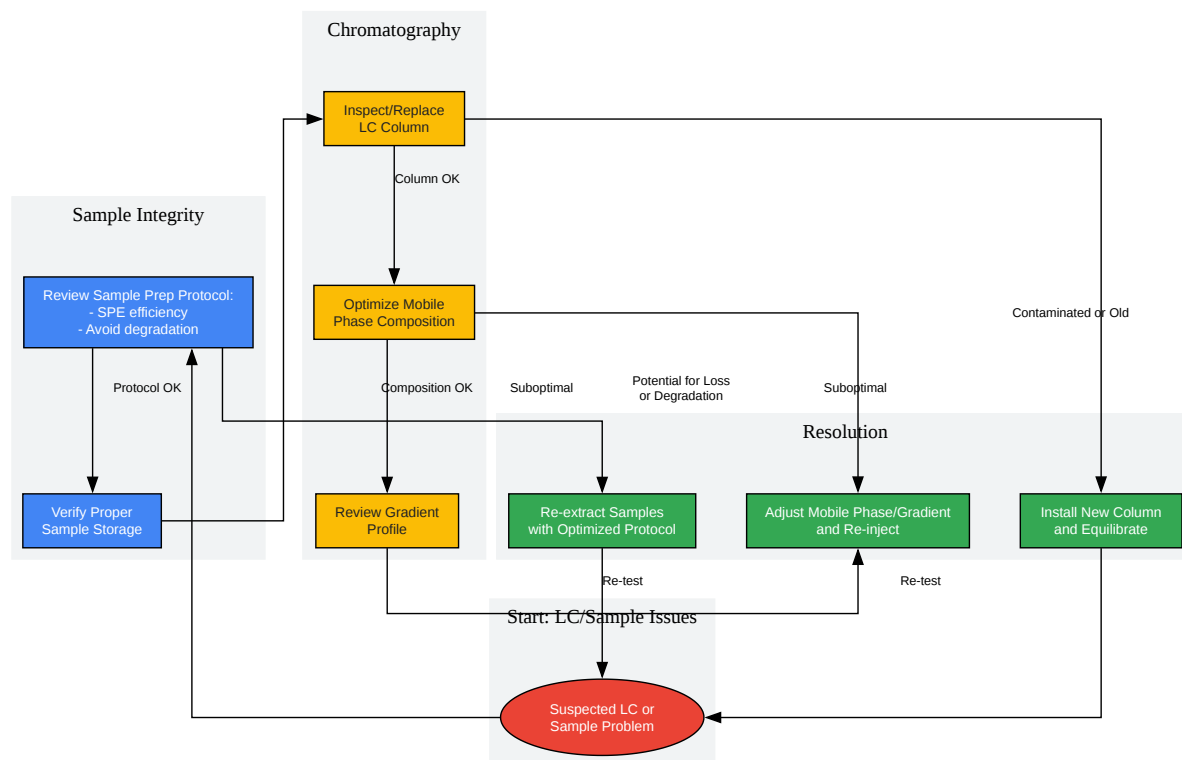 Chromatography
Inspect/Replace
LC Column
Column OK
Sample Integrity
Review Sample Prep Protocol:
- SPE efficiency
- Avoid degradation
Optimize Mobile
Phase Composition
Contaminated or Old
Protocol OK
Composition OK
Suboptimal
Potential for Loss
or Degradation
Suboptimal
Resolution
Verify Proper
Sample Storage
Review Gradient
Profile
Re-extract Samples
with Optimized Protocol
Adjust Mobile Phase/Gradient
and Re-inject
Install New Column
and Equilibrate
Re-test
Re-test
Start: LC/Sample Issues
Suspected LC or
Sample Problem